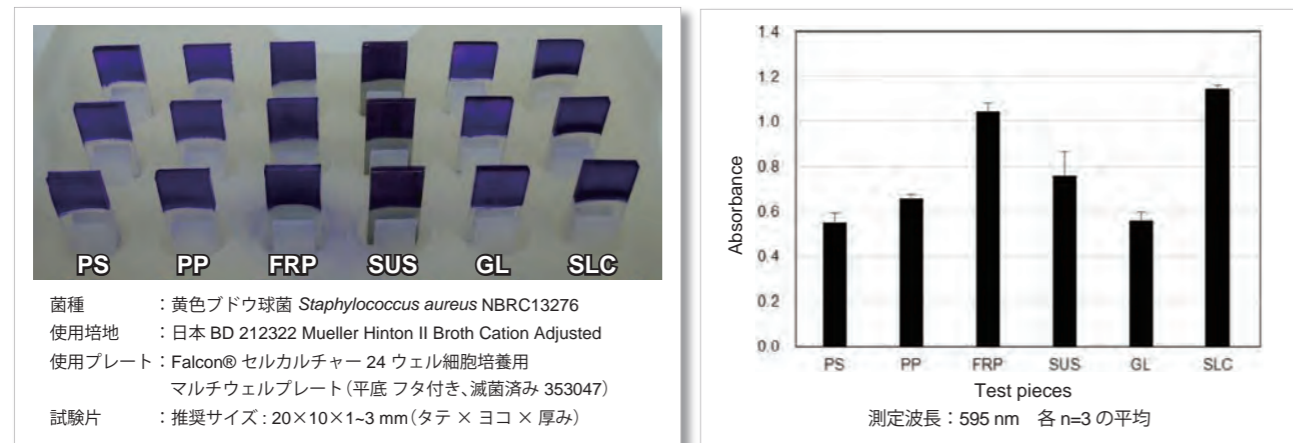 PS PP FRP SUS GL SLC
菌種 ：黄色ブドウ球菌 Staphylococcus aureus NBRC13276
使用培地 ：日本 BD 212322 Mueller Hinton II Broth Cation Adjusted
使用プレート：Falcon® セルカルチャー 24 ウェル細胞培養用
マルチウェルプレート（平底 フタ付き、滅菌済み 353047）
試験片 ：推奨サイズ : 20×10×1~3 mm（タテ × ヨコ × 厚み）
Absorbance
1.4
1.2
1.0
0.8
0.6
0.4
0.2
0.0
PS PP FRP SUS GL SLC
Test pieces
測定波長：595 nm 各 n=3 の平均